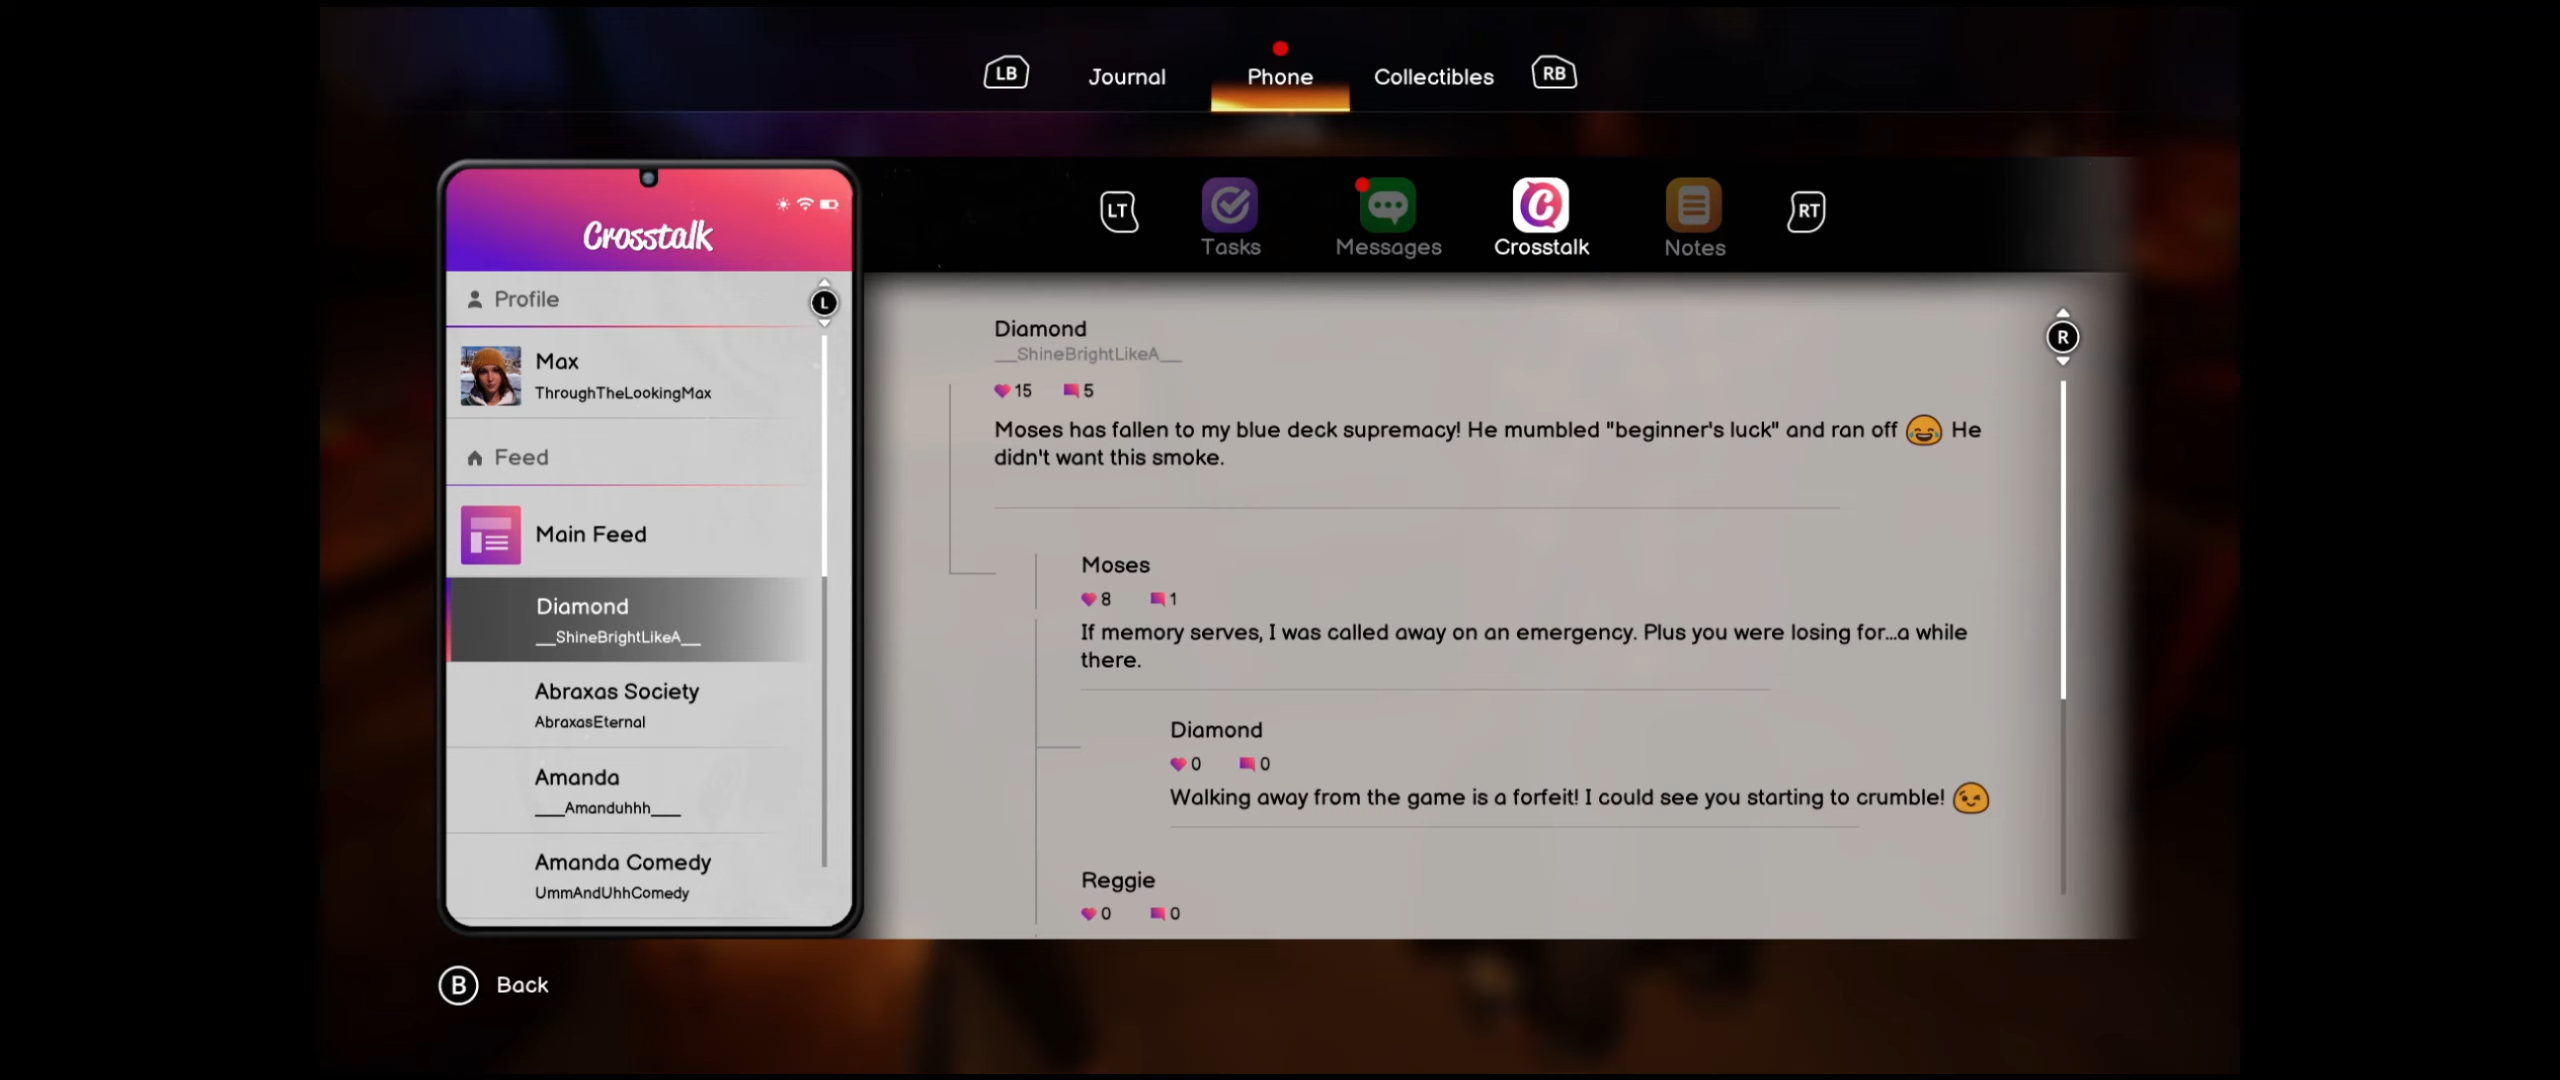 LB Journal Phone Collectibles RB
LT Tasks Messages Crosstalk Notes RT
Crosstalk
Profile L
Max
ThroughTheLookingMax
Feed
Main Feed
Diamond
__ShineBrightLikeA__
Abraxas Society
AbraxasEternal
Amanda
___Amanduhhh___
Amanda Comedy
UmmAndUhhComedy
Diamond
__ShineBrightLikeA__
R
15 5
Moses has fallen to my blue deck supremacy! He mumbled "beginner's luck" and ran off 😂 He
didn't want this smoke.
Moses
8 1
If memory serves, I was called away on an emergency. Plus you were losing for...a while
there.
Diamond
0 0
Walking away from the game is a forfeit! I could see you starting to crumble! 😉
Reggie
0 0
B Back